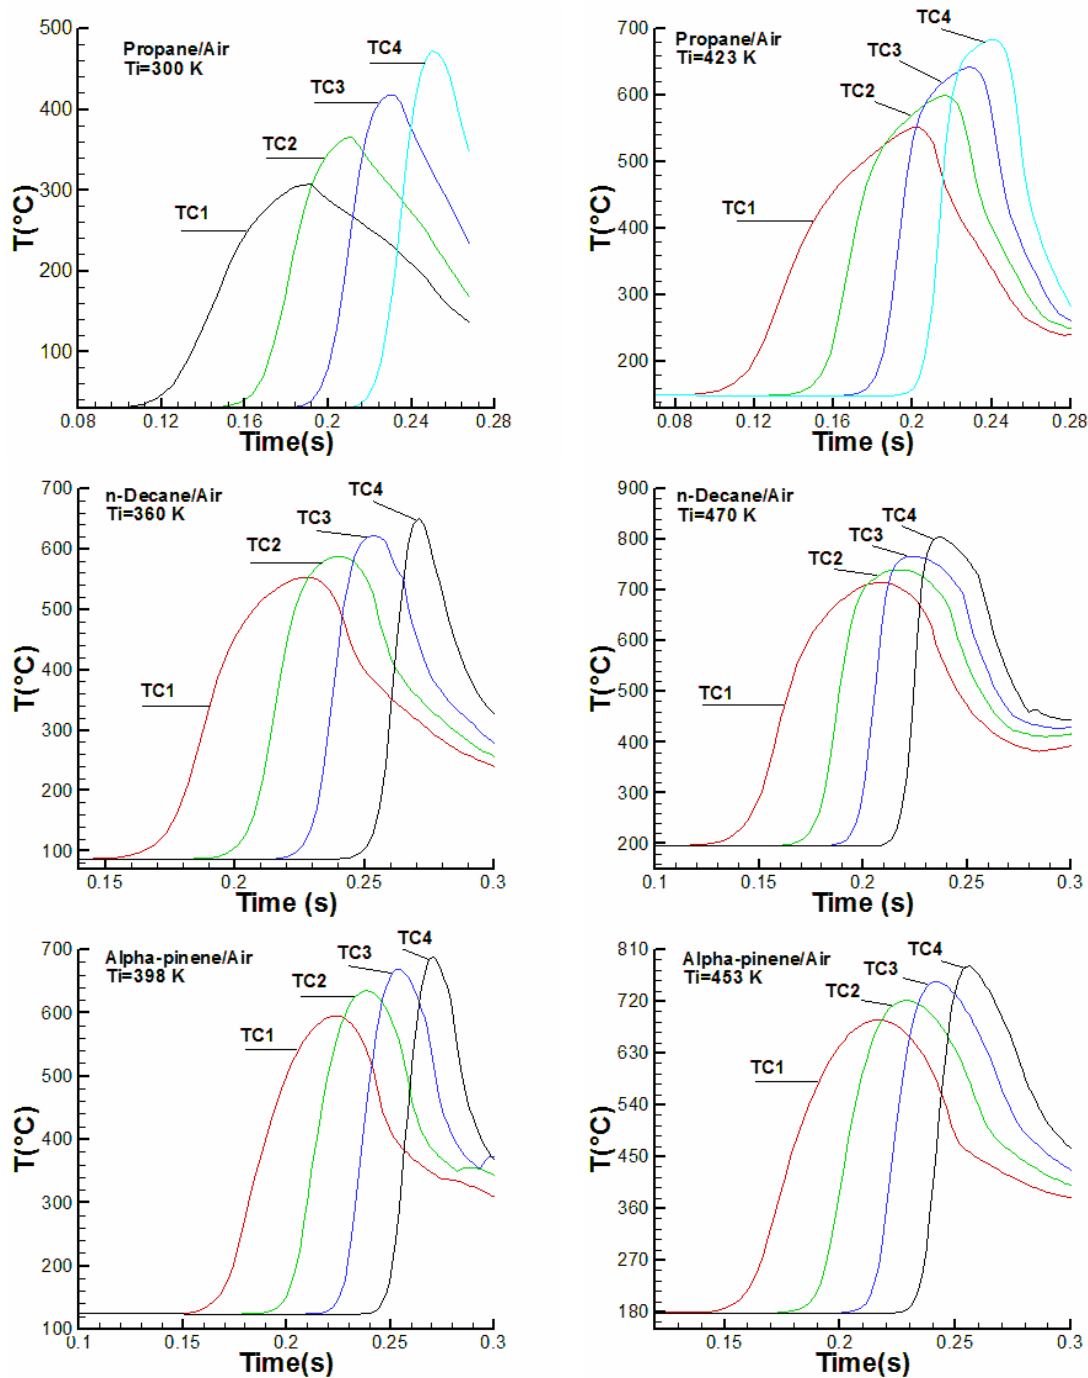 500
Propane/Air
Ti=300 K
TC4
400
TC3
TC2
300
TC1
200
100
T(°C)
0.08
0.12
0.16
0.2
0.24
0.28
Time(s)
700
Propane/Air
Ti=423 K
TC4
TC3
600
TC2
500
TC1
400
300
200
T(°C)
0.08
0.12
0.16
0.2
0.24
0.28
Time (s)
700
n-Decane/Air
Ti=360 K
TC4
TC3
600
TC2
500
400
TC1
300
200
100
T(°C)
0.15
0.2
0.25
0.3
Time (s)
900
n-Decane/Air
Ti=470 K
TC4
800
TC3
TC2
700
600
TC1
500
400
300
200
T(°C)
0.1
0.15
0.2
0.25
0.3
Time (s)
700
Alpha-pinene/Air
Ti=398 K
TC4
TC3
TC2
600
TC1
500
400
300
200
100
T(°C)
0.1
0.15
0.2
0.25
0.3
Time(s)
810
Alpha-pinene/Air
Ti=453 K
TC4
TC3
720
TC2
630
TC1
540
450
360
270
180
T(°C)
0.15
0.2
0.25
0.3
Time(s)